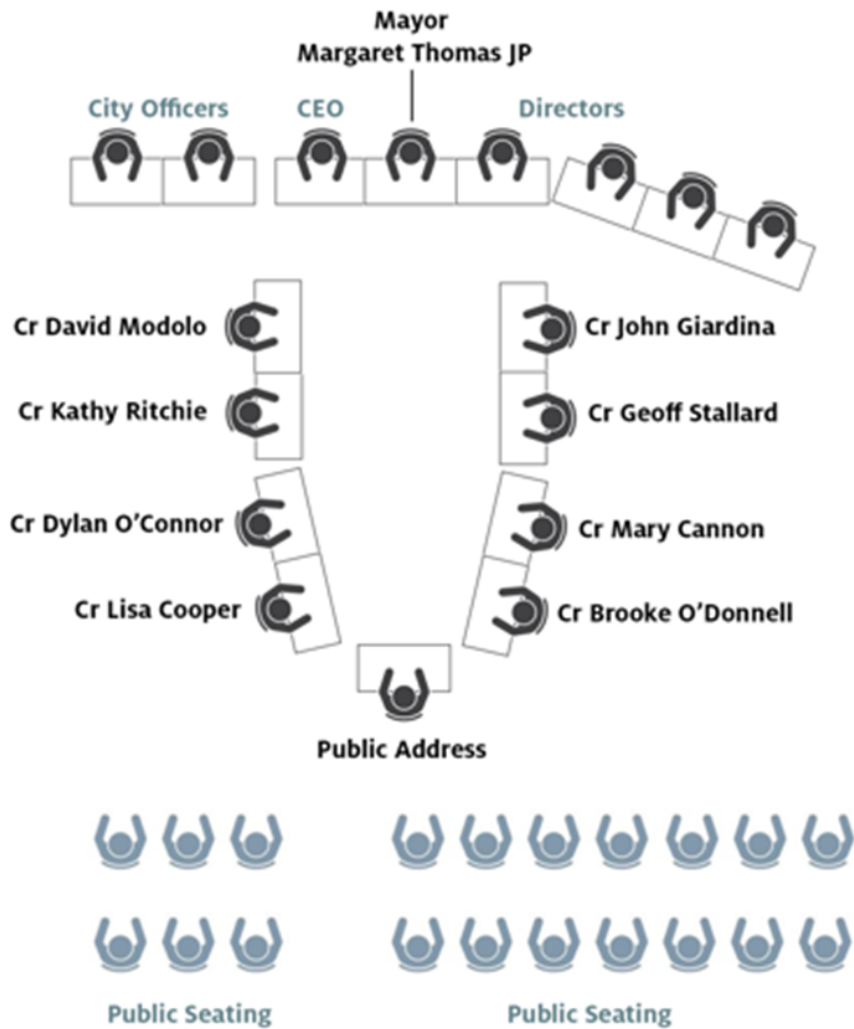 Mayor
Margaret Thomas JP
City Officers
CEO
Directors
Cr David Modolo
Cr John Giardina
Cr Kathy Ritchie
Cr Geoff Stallard
Cr Dylan O’Connor
Cr Mary Cannon
Cr Lisa Cooper
Cr Brooke O’Donnell
Public Address
Public Seating
Public Seating